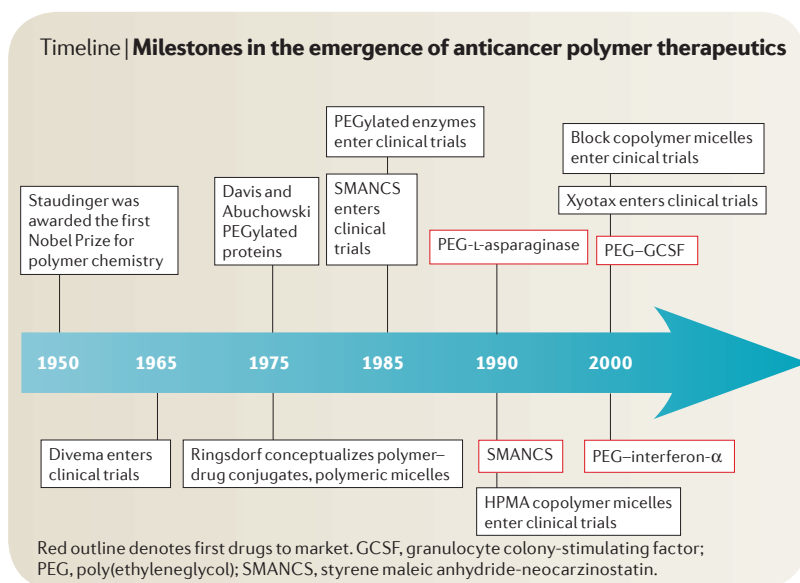 Timeline | Milestones in the emergence of anticancer polymer therapeutics
PEGylated enzymes
enter clinical trials
Block copolymer micelles
enter cinical trials
Staudinger was
awarded the first
Nobel Prize for
polymer chemistry
Davis and
Abuchowski
PEGylated
proteins
SMANCS
enters
clinical
trials
Xyotax enters clinical trials
PEG-L-asparaginase
PEG–GCSF
1950
1965
1975
1985
1990
2000
Divema enters
clinical trials
Ringsdorf conceptualizes polymer–
drug conjugates, polymeric micelles
SMANCS
PEG–interferon-α
HPMA copolymer micelles
enter clinical trials
Red outline denotes first drugs to market. GCSF, granulocyte colony-stimulating factor;
PEG, poly(ethyleneglycol); SMANCS, styrene maleic anhydride-neocarzinostatin.